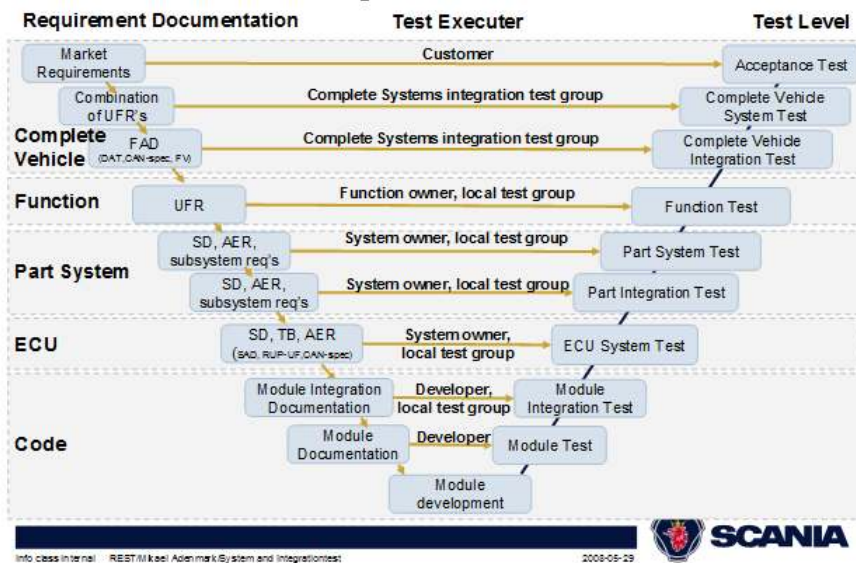 Requirement Documentation
Test Executer
Test Level
Market
Requirements
Customer
Acceptance Test
Combination
of UFR's
Complete Systems integration test group
Complete Vehicle
System Test
Complete
Vehicle
FAD
(DAT,CAN-spec, FV)
Complete Systems integration test group
Complete Vehicle
Integration Test
Function
UFR
Function owner, local test group
Function Test
Part System
SD, AER,
subsystem req's
System owner, local test group
Part System Test
SD, AER,
subsystem req's
System owner, local test group
Part Integration Test
ECU
SD, TB, AER
(SAD, RUP-UF,CAN-spec)
System owner,
local test group
ECU System Test
Code
Module Integration
Documentation
Developer,
local test group
Module
Integration Test
Module
Documentation
Developer
Module Test
Module
development
Info class internal REST/Mikael Adenmark/System and Integrationtest
2008-05-29
SCANIA